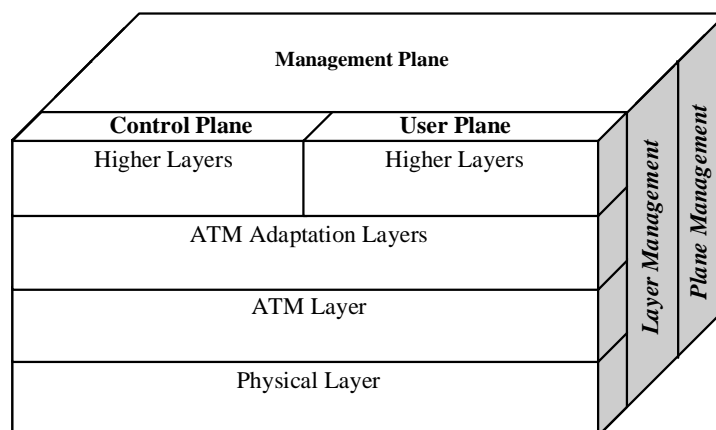 Management Plane
Control Plane
User Plane
Higher Layers
Higher Layers
ATM Adaptation Layers
ATM Layer
Physical Layer
Layer Management
Plane Management